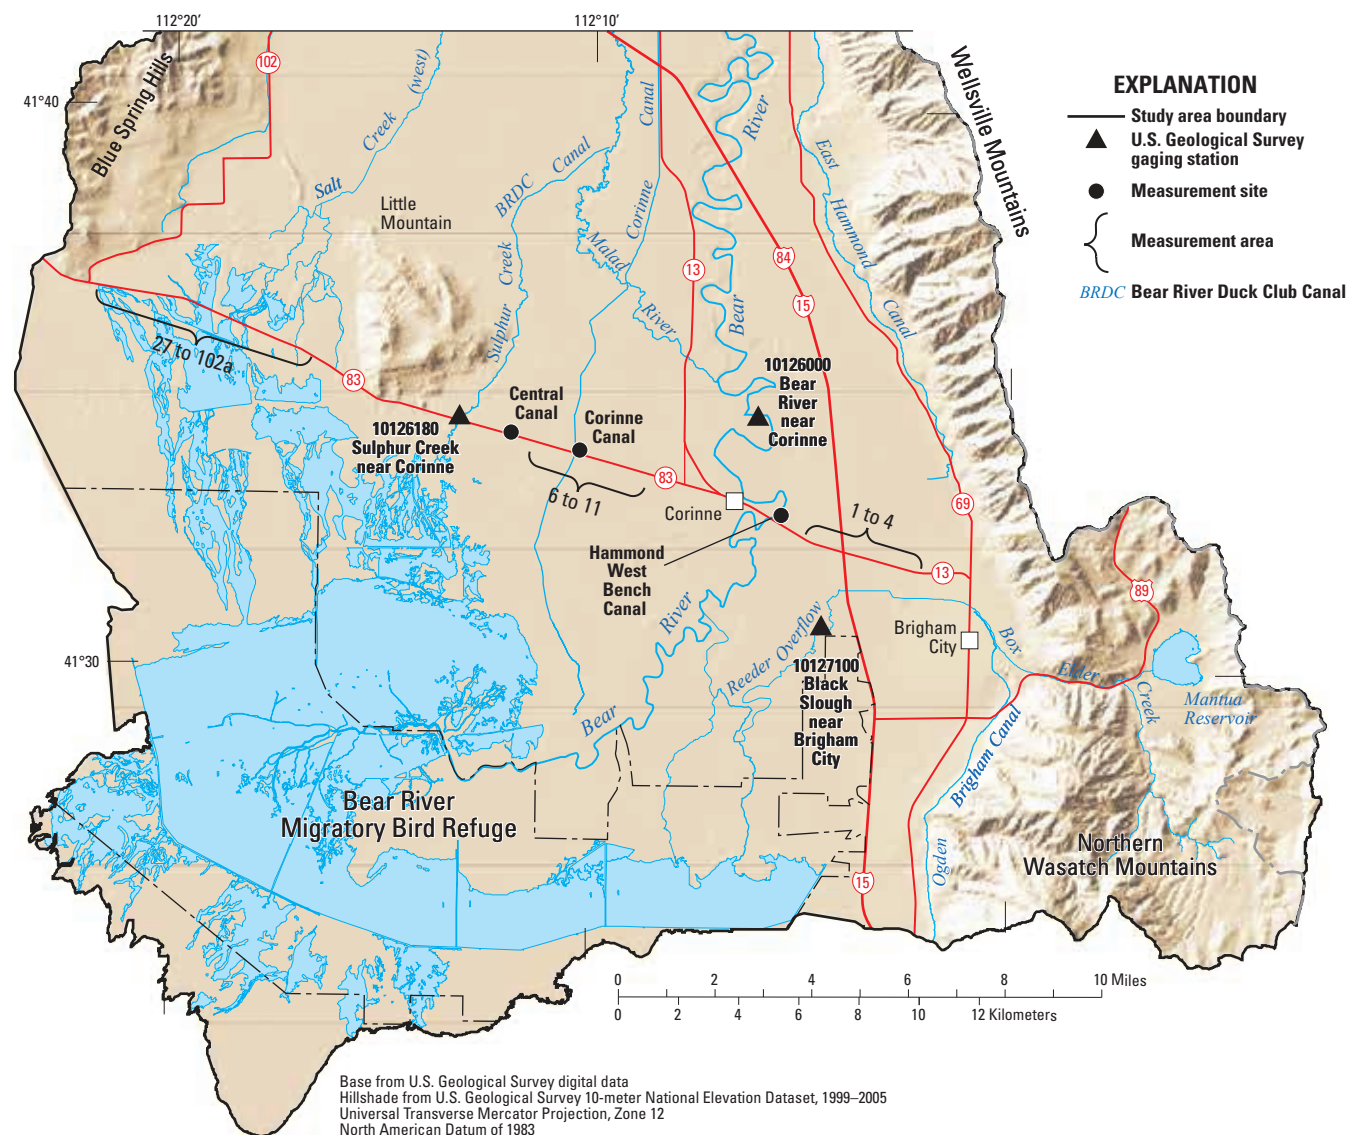 112°20'
112°10'
41°40
41°30
102
Blue Spring Hills
Creek (west)
Salt
Little
Mountain
BRDC Canal
Sulphur Creek
Corinne Canal
Malad
River
Bear
River
13
84
15
East Hammond Canal
Wellsville Mountains
EXPLANATION
Study area boundary
U.S. Geological Survey
gaging station
Measurement site
Measurement area
BRDC Bear River Duck Club Canal
27 to 102a
83
10126180
Sulphur Creek
near Corinne
Central
Canal
Corinne
Canal
10126000
Bear
River
near
Corinne
6 to 11
83
Corinne
1 to 4
69
13
89
Hammond
West
Bench
Canal
Bear River
Reeder Overflow
10127100
Black
Slough
near
Brigham
City
Brigham
City
Box Elder Creek
Mantua
Reservoir
Ogden Brigham Canal
Bear River
Migratory Bird Refuge
Northern
Wasatch Mountains
15
0 2 4 6 8 10 Miles
0 2 4 6 8 10 12 Kilometers
Base from U.S. Geological Survey digital data
Hillshade from U.S. Geological Survey 10-meter National Elevation Dataset, 1999–2005
Universal Transverse Mercator Projection, Zone 12
North American Datum of 1983